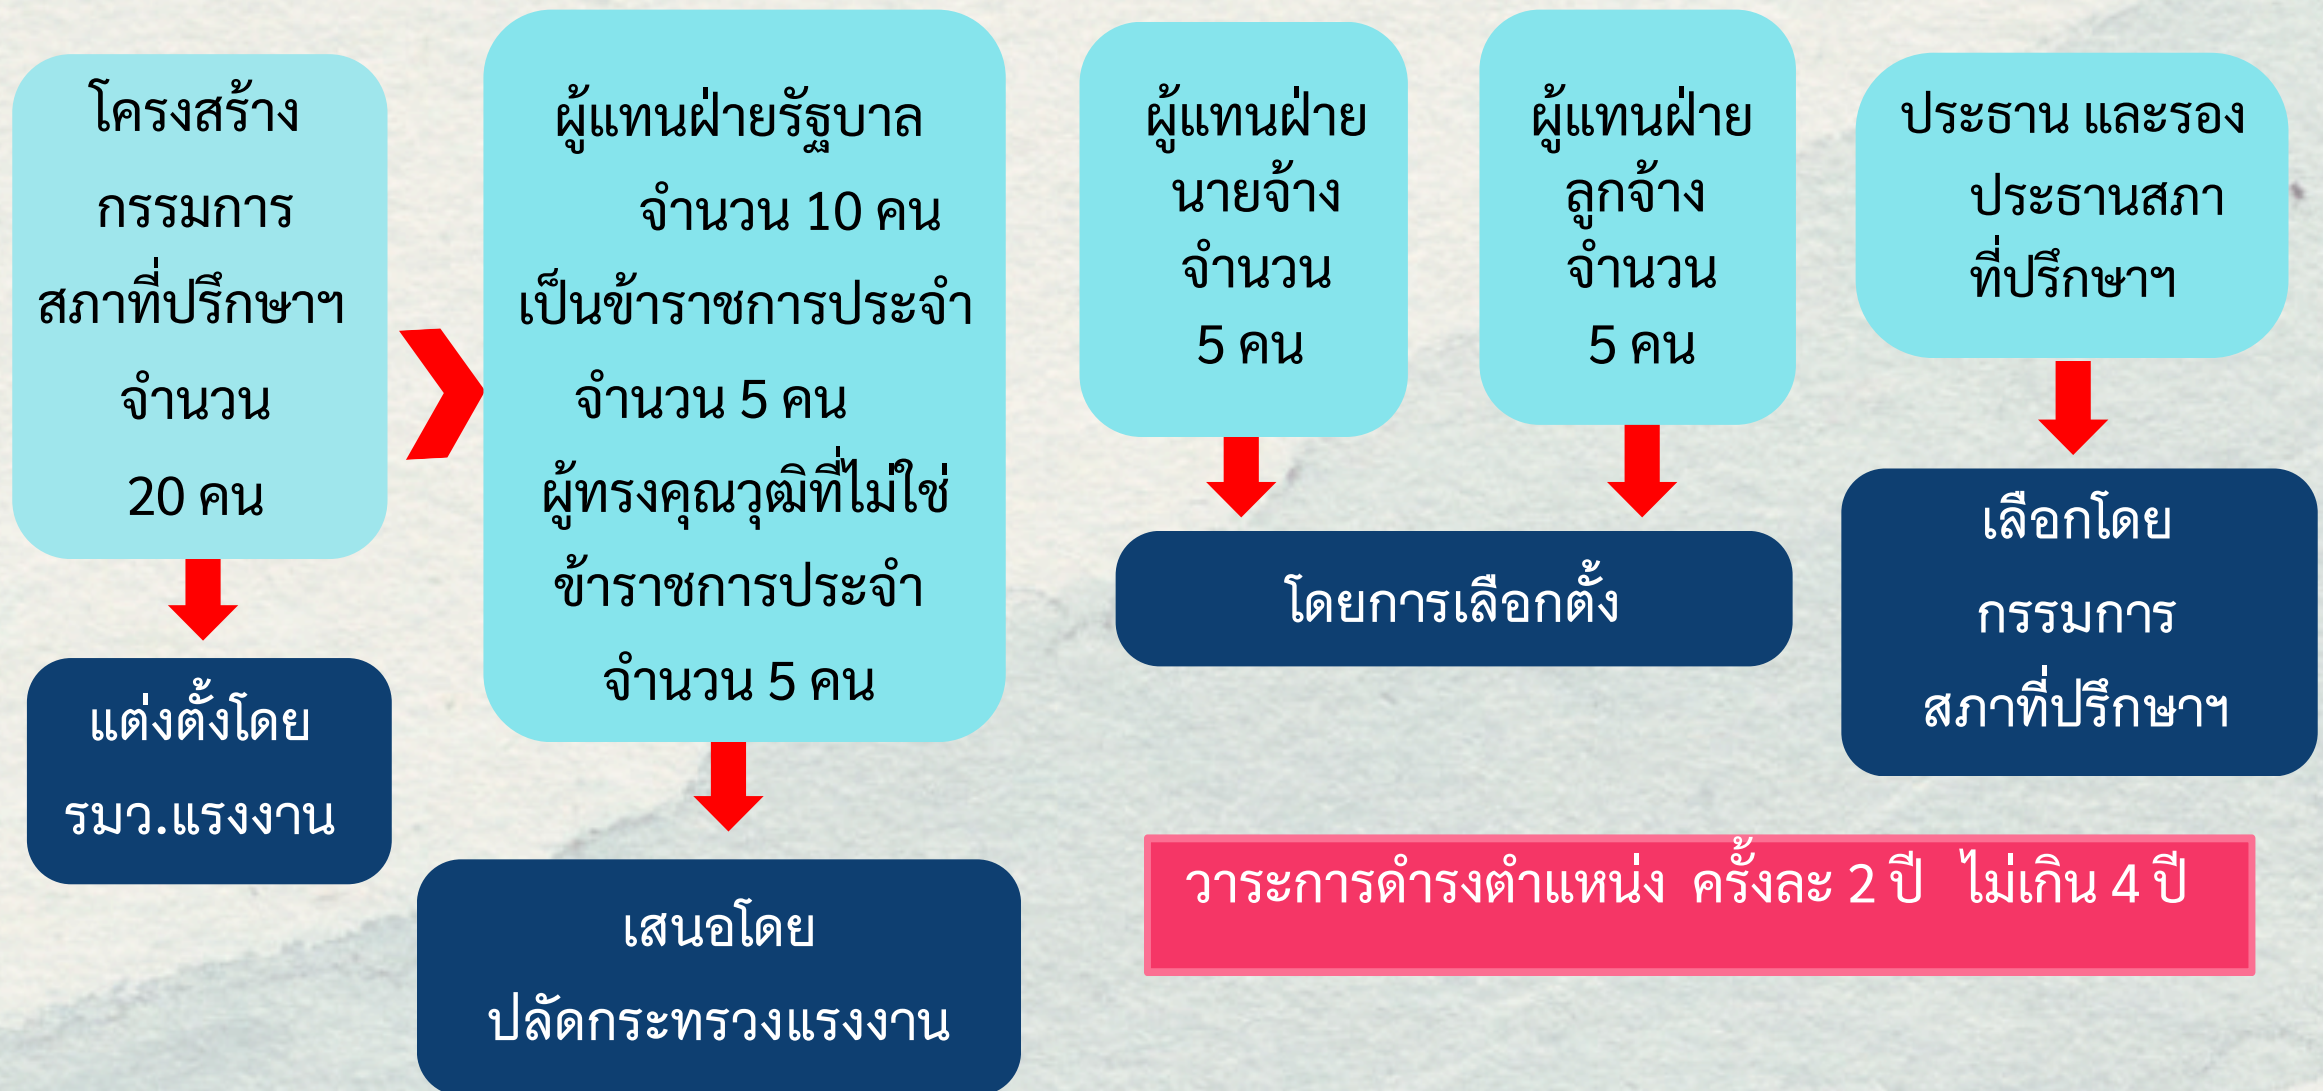 โครงสร้าง
กรรมการ
สภาที่ปรึกษาฯ
จำนวน
20 คน
แต่งตั้งโดย
รมว.แรงงาน
ผู้แทนฝ่ายรัฐบาล
จำนวน 10 คน
เป็นข้าราชการประจำ
จำนวน 5 คน
ผู้ทรงคุณวุฒิที่ไม่ใช่
ข้าราชการประจำ
จำนวน 5 คน
เสนอโดย
ปลัดกระทรวงแรงงาน
ผู้แทนฝ่าย
นายจ้าง
จำนวน
5 คน
ผู้แทนฝ่าย
ลูกจ้าง
จำนวน
5 คน
โดยการเลือกตั้ง
ประธาน และรอง
ประธานสภา
ที่ปรึกษาฯ
เลือกโดย
กรรมการ
สภาที่ปรึกษาฯ
วาระการดำรงตำแหน่ง ครั้งละ 2 ปี ไม่เกิน 4 ปี